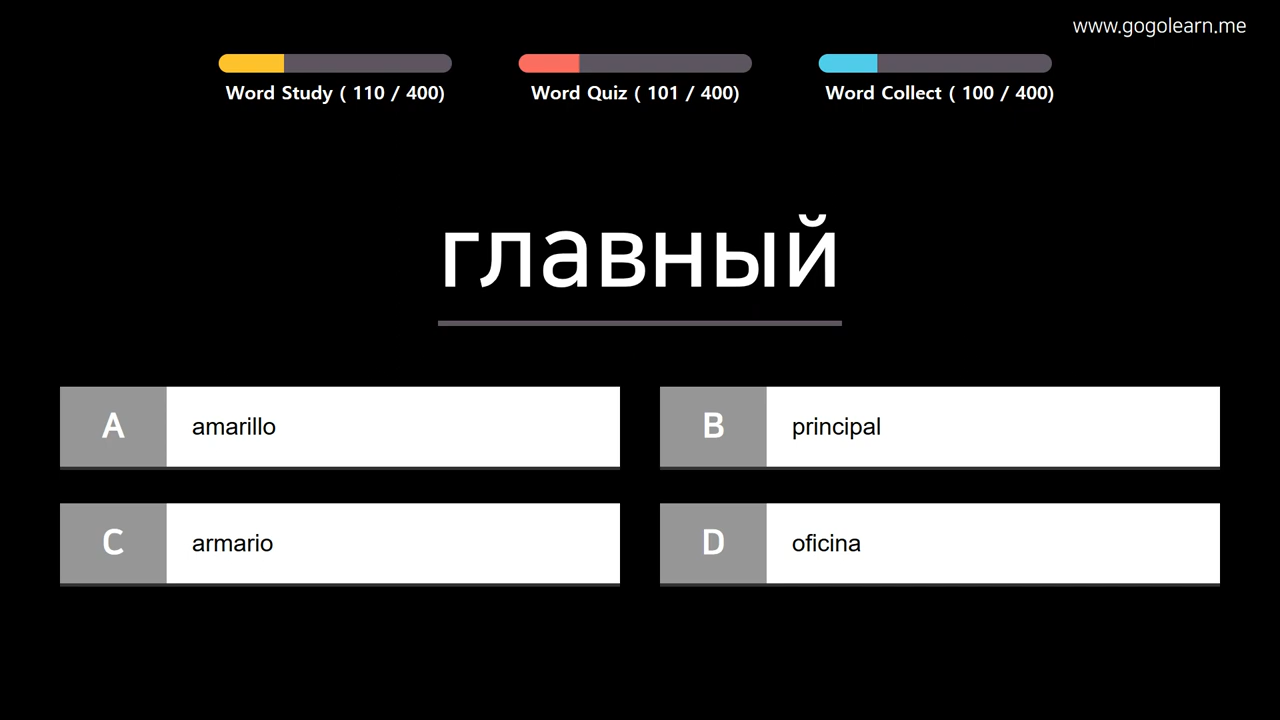 www.gogolearn.me
Word Study ( 110 / 400)
Word Quiz ( 101 / 400)
Word Collect ( 100 / 400)
главный
A amarillo
B principal
C armario
D oficina